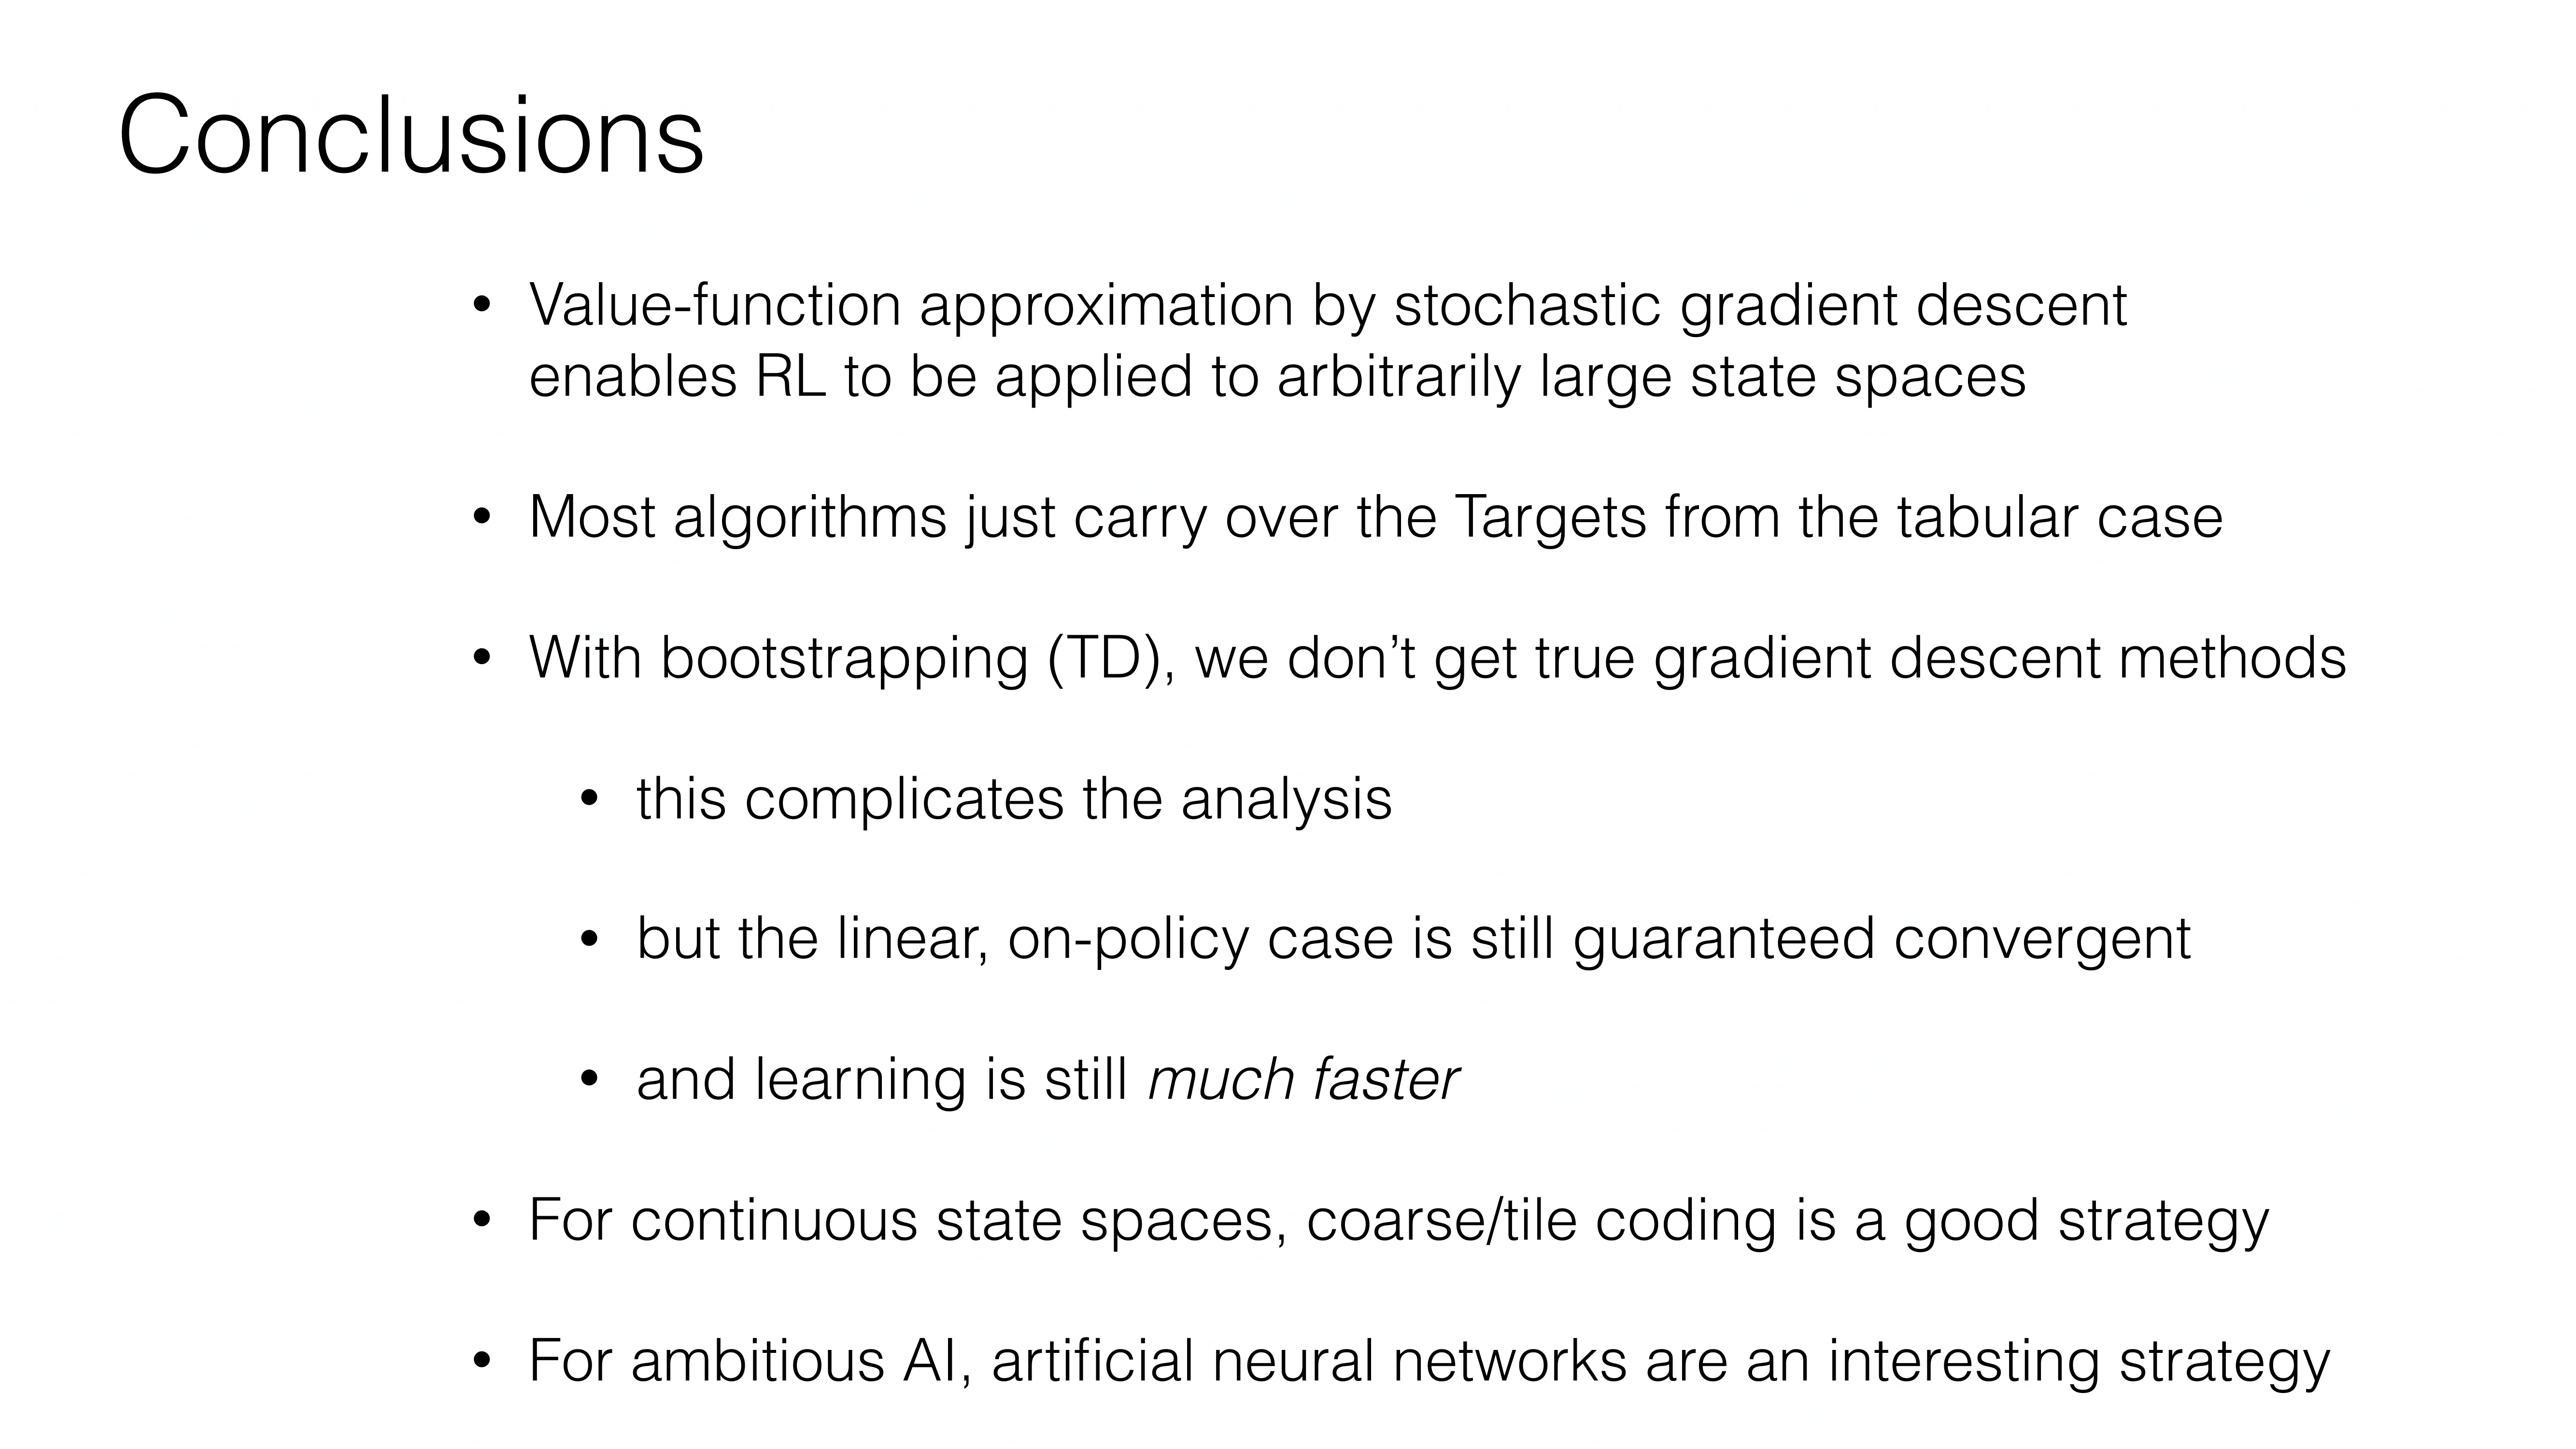 Conclusions
• Value-function approximation by stochastic gradient descent
enables RL to be applied to arbitrarily large state spaces
• Most algorithms just carry over the Targets from the tabular case
• With bootstrapping (TD), we don’t get true gradient descent methods
• this complicates the analysis
• but the linear, on-policy case is still guaranteed convergent
• and learning is still much faster
• For continuous state spaces, coarse/tile coding is a good strategy
• For ambitious AI, artificial neural networks are an interesting strategy